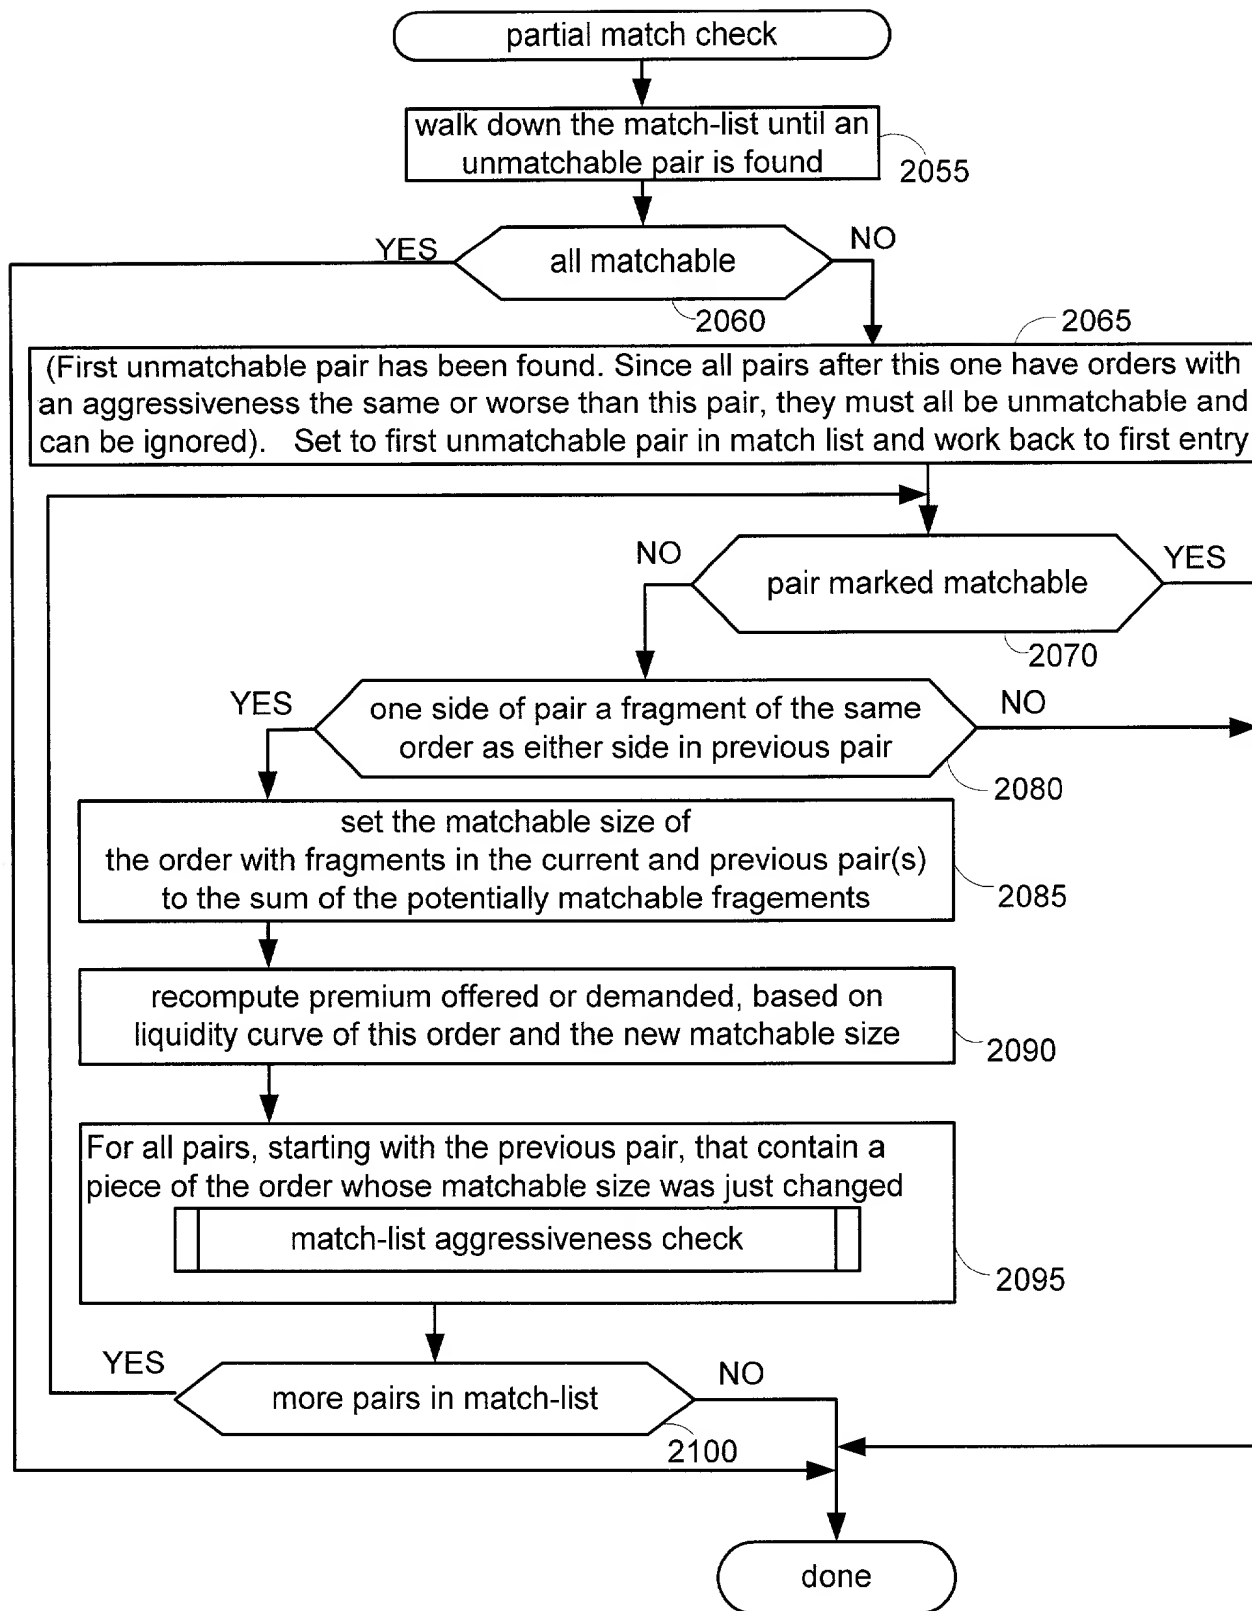 partial match check
walk down the match-list until an
unmatchable pair is found
2055
YES
NO
all matchable
2060
2065
(First unmatchable pair has been found. Since all pairs after this one have orders with
an aggressiveness the same or worse than this pair, they must all be unmatchable and
can be ignored). Set to first unmatchable pair in match list and work back to first entry
NO
YES
pair marked matchable
2070
YES
NO
one side of pair a fragment of the same
order as either side in previous pair
2080
set the matchable size of
the order with fragments in the current and previous pair(s)
to the sum of the potentially matchable fragements
2085
recompute premium offered or demanded, based on
liquidity curve of this order and the new matchable size
2090
For all pairs, starting with the previous pair, that contain a
piece of the order whose matchable size was just changed
match-list aggressiveness check
2095
YES
NO
more pairs in match-list
2100
done